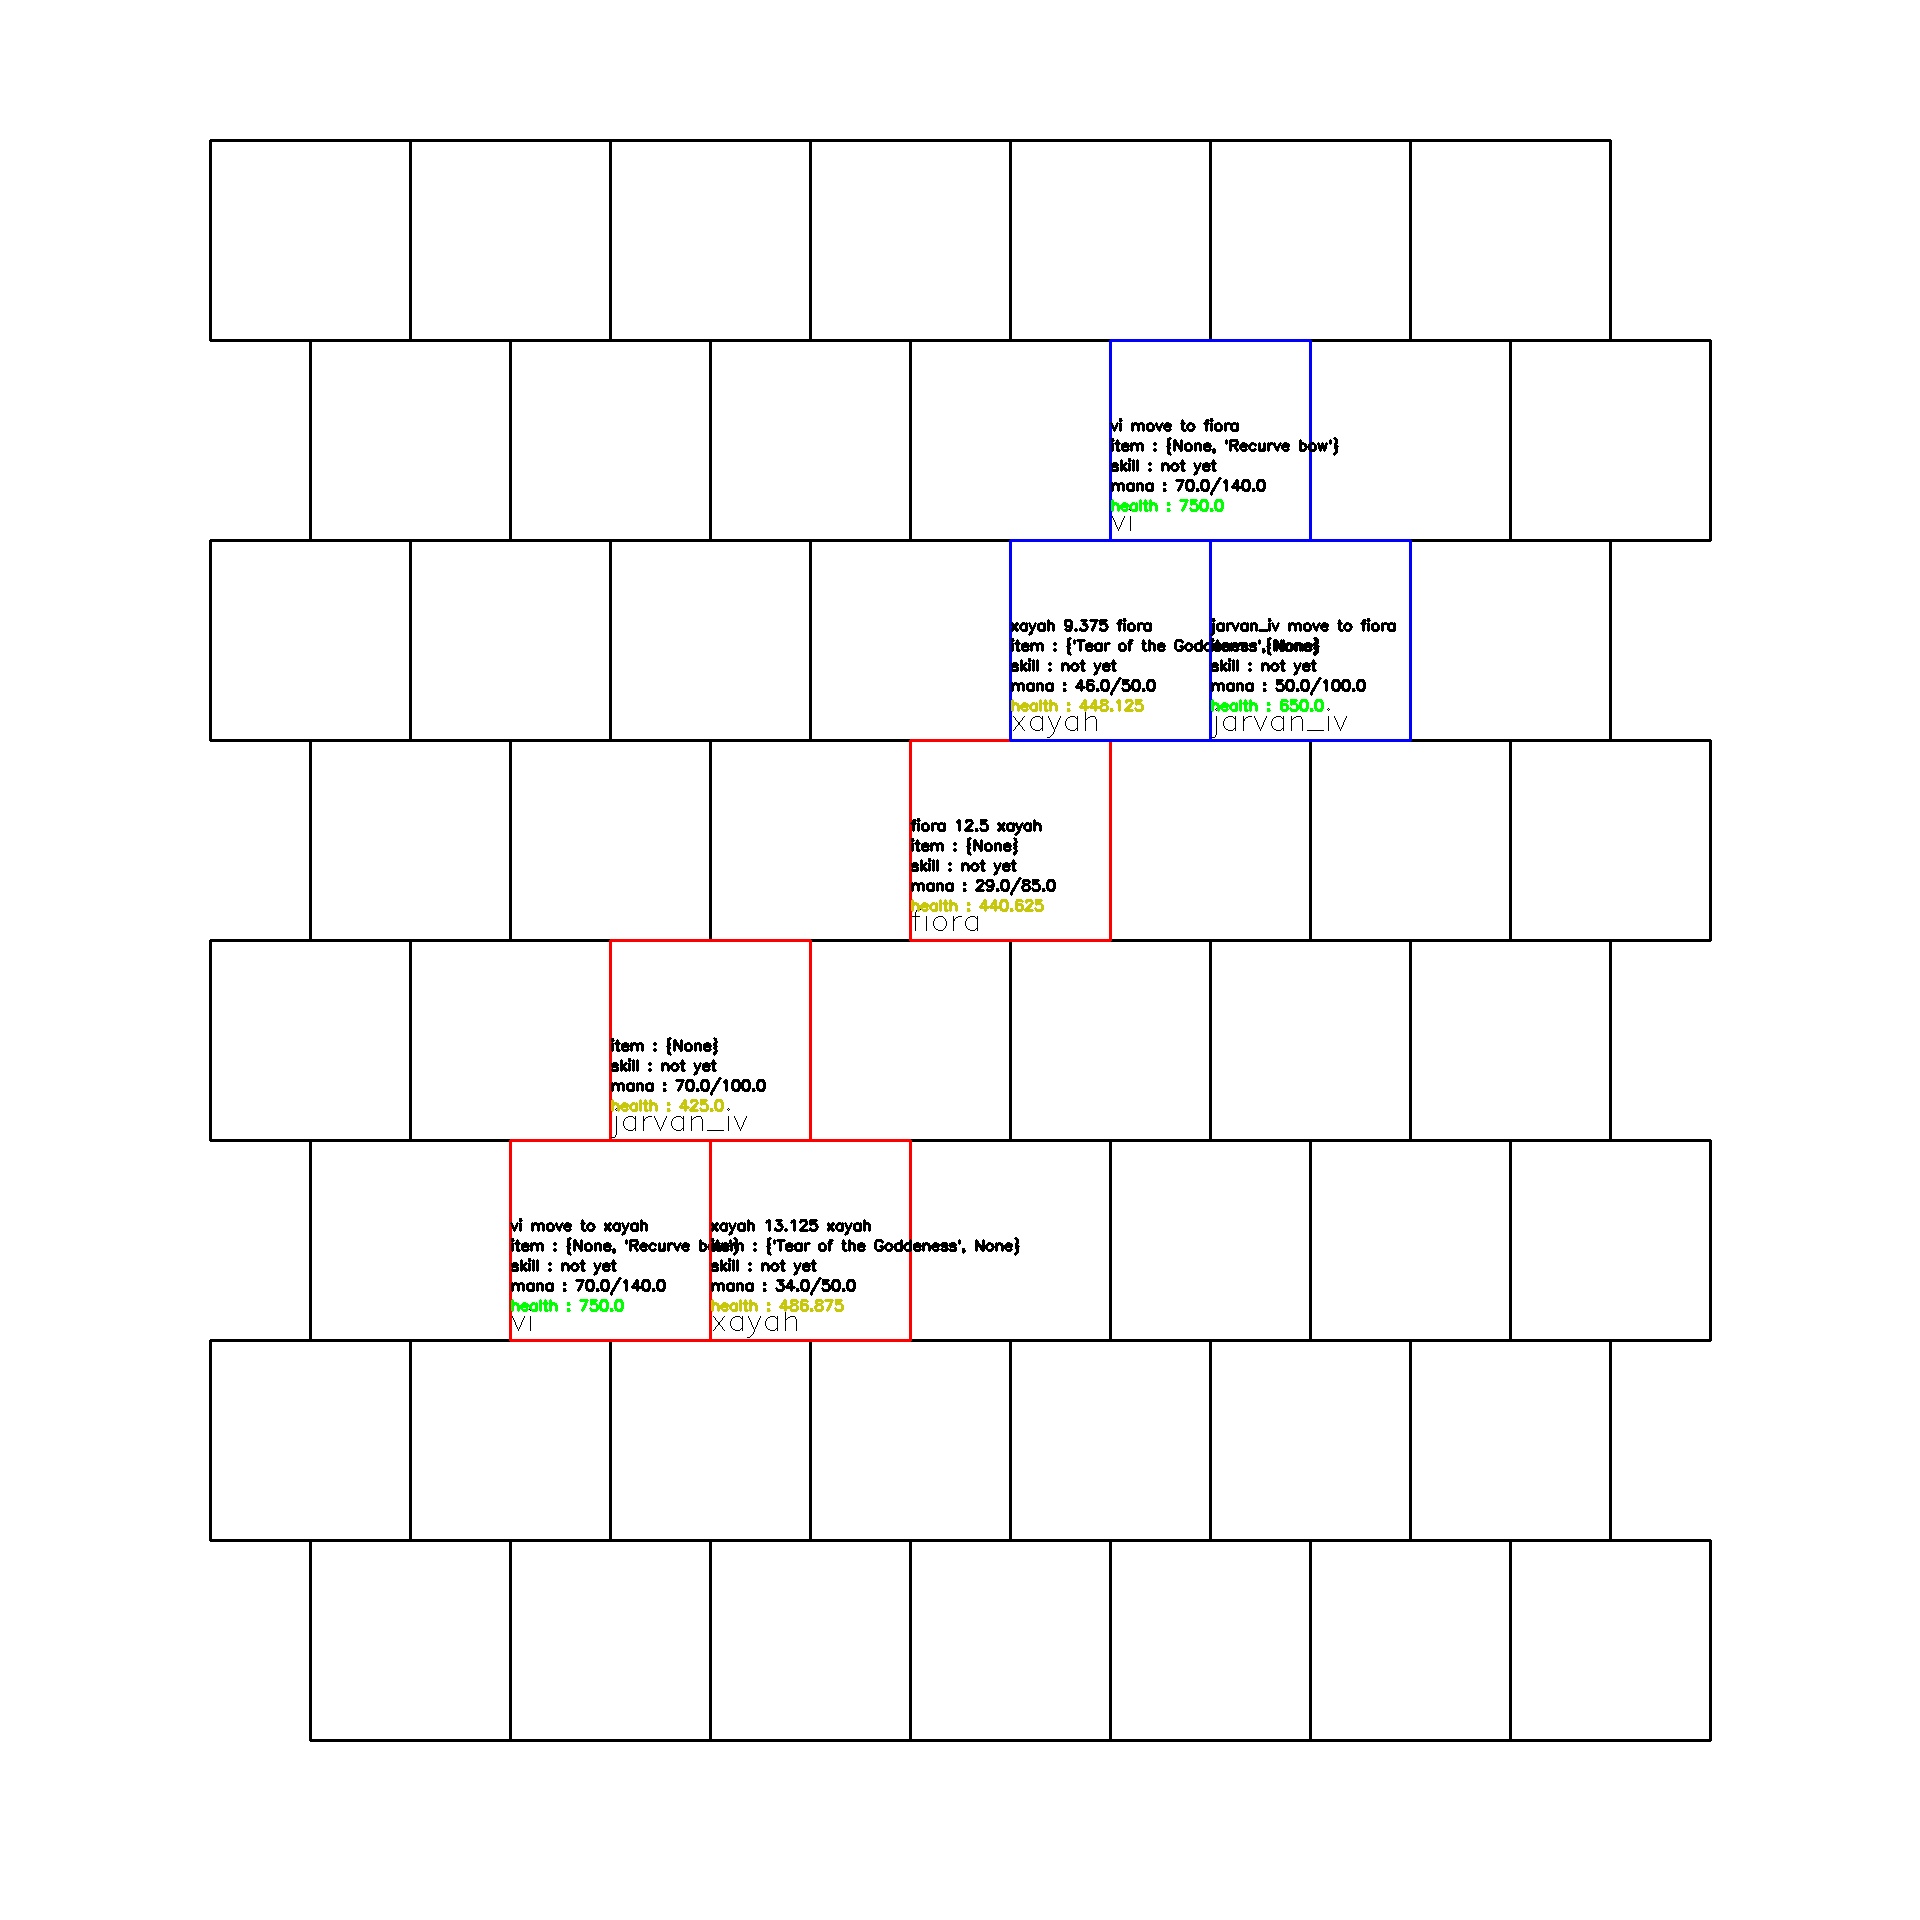 vi move to fiora
item : {None, 'Recurve bow'}
skill : not yet
mana : 70.0/140.0
health : 750.0
vi
xayah 9.375 fiora
item : {'Tear of the Goddeness', None}
skill : not yet
mana : 46.0/50.0
health : 448.125
xayah
jarvan_iv move to fiora
item : {None}
skill : not yet
mana : 50.0/100.0
health : 650.0
jarvan_iv
fiora 12.5 xayah
item : {None}
skill : not yet
mana : 29.0/85.0
health : 440.625
fiora
item : {None}
skill : not yet
mana : 70.0/100.0
health : 425.0
jarvan_iv
vi move to xayah
item : {None, 'Recurve bow'}
skill : not yet
mana : 70.0/140.0
health : 750.0
vi
xayah 13.125 xayah
item : {'Tear of the Goddeness', None}
skill : not yet
mana : 34.0/50.0
health : 486.875
xayah